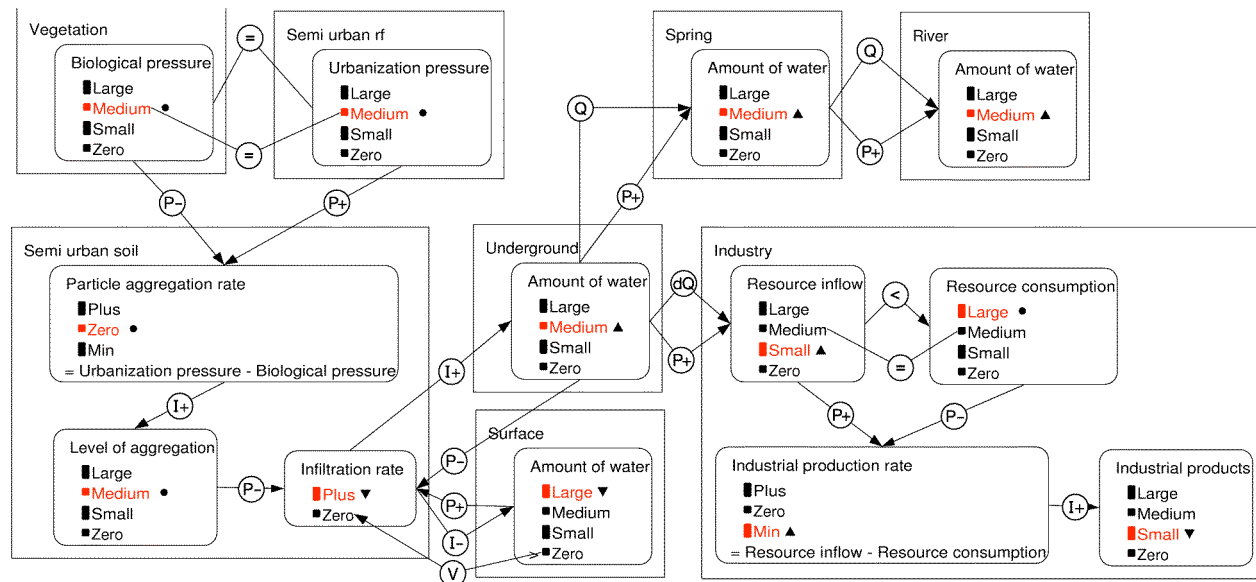 Vegetation
Biological pressure
Large
Medium
Small
Zero
=
=
Semi urban rf
Urbanization pressure
Large
Medium
Small
Zero
Q
Spring
Amount of water
Large
Medium
Small
Zero
Q
P+
River
Amount of water
Large
Medium
Small
Zero
P-
P+
P+
Semi urban soil
Particle aggregation rate
Plus
Zero
Min
= Urbanization pressure - Biological pressure
I+
Level of aggregation
Large
Medium
Small
Zero
P-
Infiltration rate
Plus
Zero
I+
Underground
Amount of water
Large
Medium
Small
Zero
dQ
P+
P-
P+
I-
V
Surface
Amount of water
Large
Medium
Small
Zero
Industry
Resource inflow
Large
Medium
Small
Zero
<
=
Resource consumption
Large
Medium
Small
Zero
P+
P-
Industrial production rate
Plus
Zero
Min
= Resource inflow - Resource consumption
I+
Industrial products
Large
Medium
Small
Zero